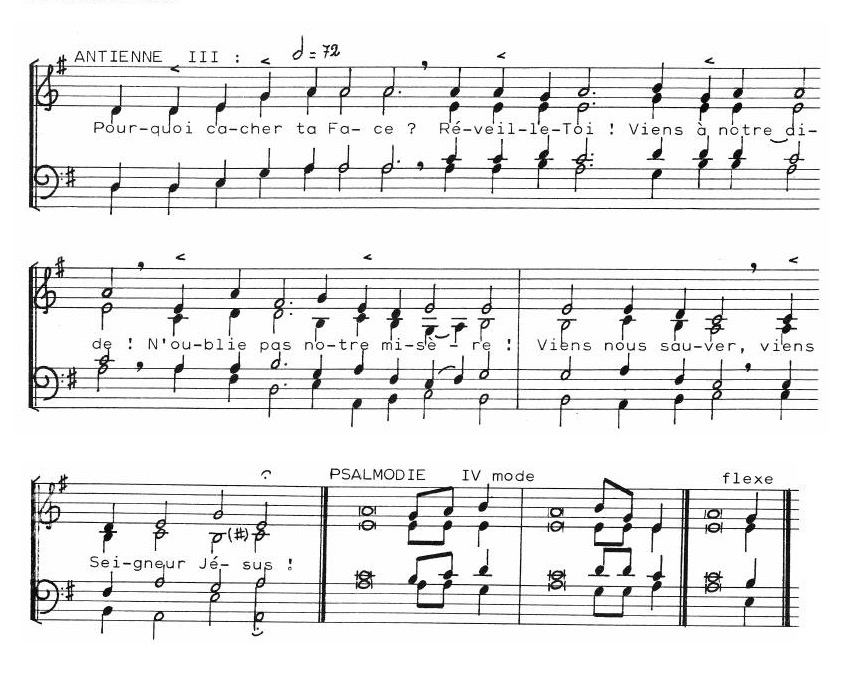 ANTIENNE III : 𝅗𝅥 = 72
Pour-quoi ca-cher ta Fa- ce ? Ré-veil-le-Toi ! Viens à notre di-
de ! N'ou-blie pas no-tre mi-sè - re ! Viens nous sau-ver, viens
PSALMODIE IV mode flexe
Sei-gneur Jé- sus !